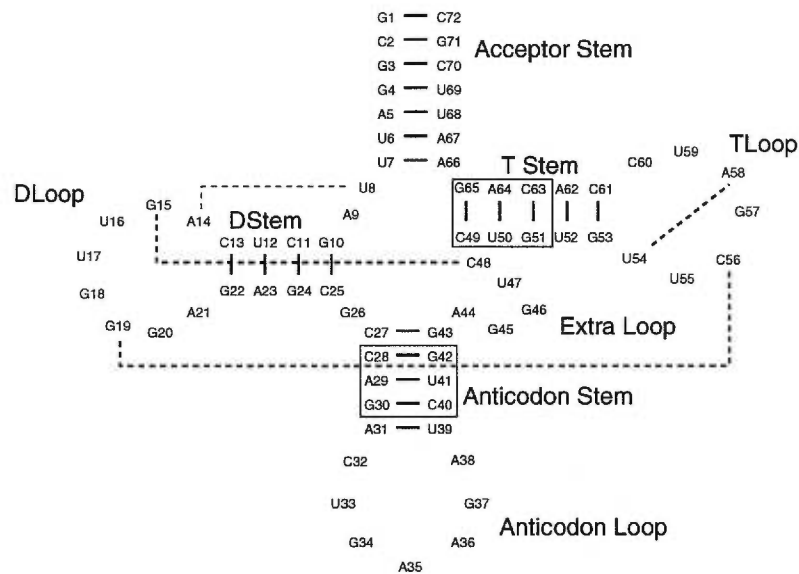 G1 C72
C2 G71
Acceptor Stem
G3 C70
G4 U69
A5 U68
U6 A67
U7 A66
T Stem
C60
U59
TLoop
A58
DLoop
U8
G65 A64 C63 A62 C61
G15
A14
DStem
A9
G57
U16
C13 U12 C11 G10
C49 U50 G51 U52 G53
U17
C48
U54
C56
U55
U47
G18
G22 A23 G24 C25
G46
A21
G26
A44
Extra Loop
G19
G20
G45
C27 G43
C28 G42
A29 U41
Anticodon Stem
G30 C40
A31 U39
C32 A38
U33 G37
Anticodon Loop
G34 A36
A35